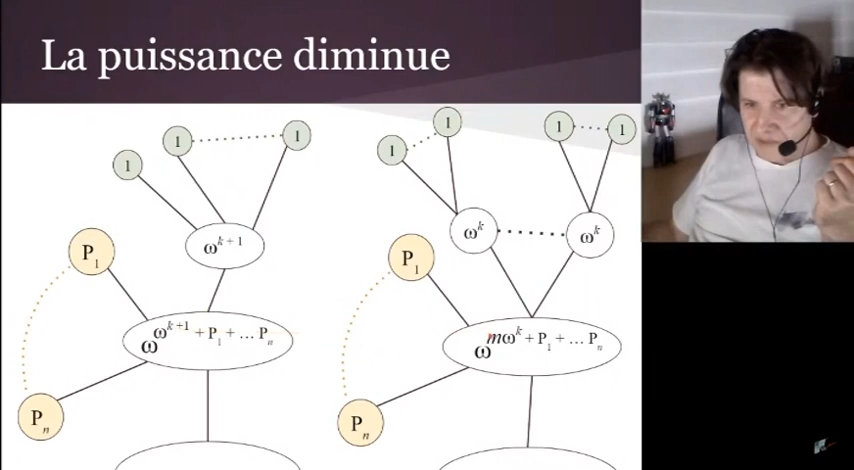 La puissance diminue
1
1
1
ω^{k+1}
P_1
ω^{ω^{k+1} + P_1 + … P_n}
P_n
1
1
1
1
ω^k
ω^k
P_1
ω^{mω^k + P_1 + … P_n}
P_n